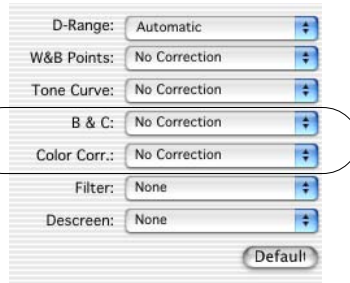 D-Range: Automatic
W&B Points: No Correction
Tone Curve: No Correction
B & C: No Correction
Color Corr.: No Correction
Filter: None
Descreen: None
Default